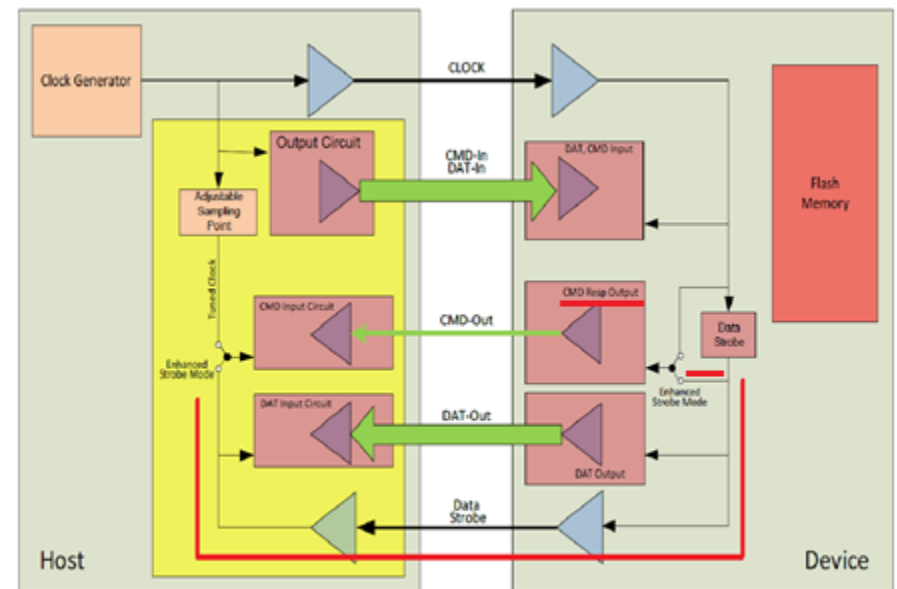 Clock Generator
CLOCK
Output Circuit
CMD-In
DAT-In
DAT, CMD Input
Flash
Memory
Adjustable
Sampling
Point
Tuned Clock
CMD Input Circuit
CMD-Out
CMD Resp Output
Data
Strobe
Enhanced
Strobe Mode
Enhanced
Strobe Mode
DAT Input Circuit
DAT-Out
DAT Output
Data
Strobe
Host
Device